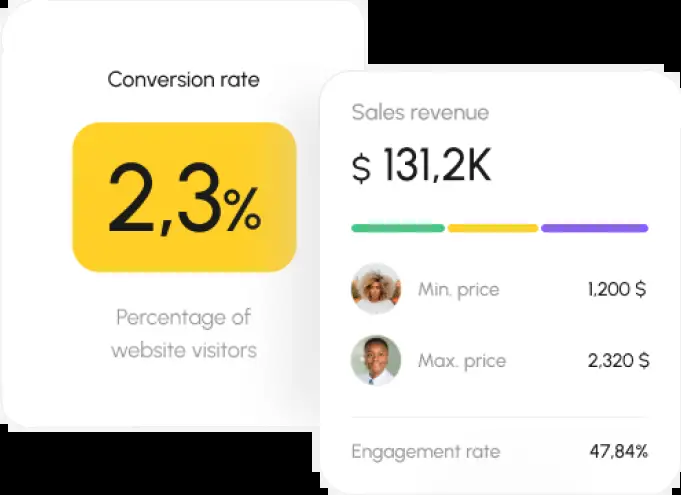 Conversion rate
2,3%
Percentage of
website visitors
Sales revenue
$ 131,2K
Min. price 1,200 $
Max. price 2,320 $
Engagement rate 47,84%